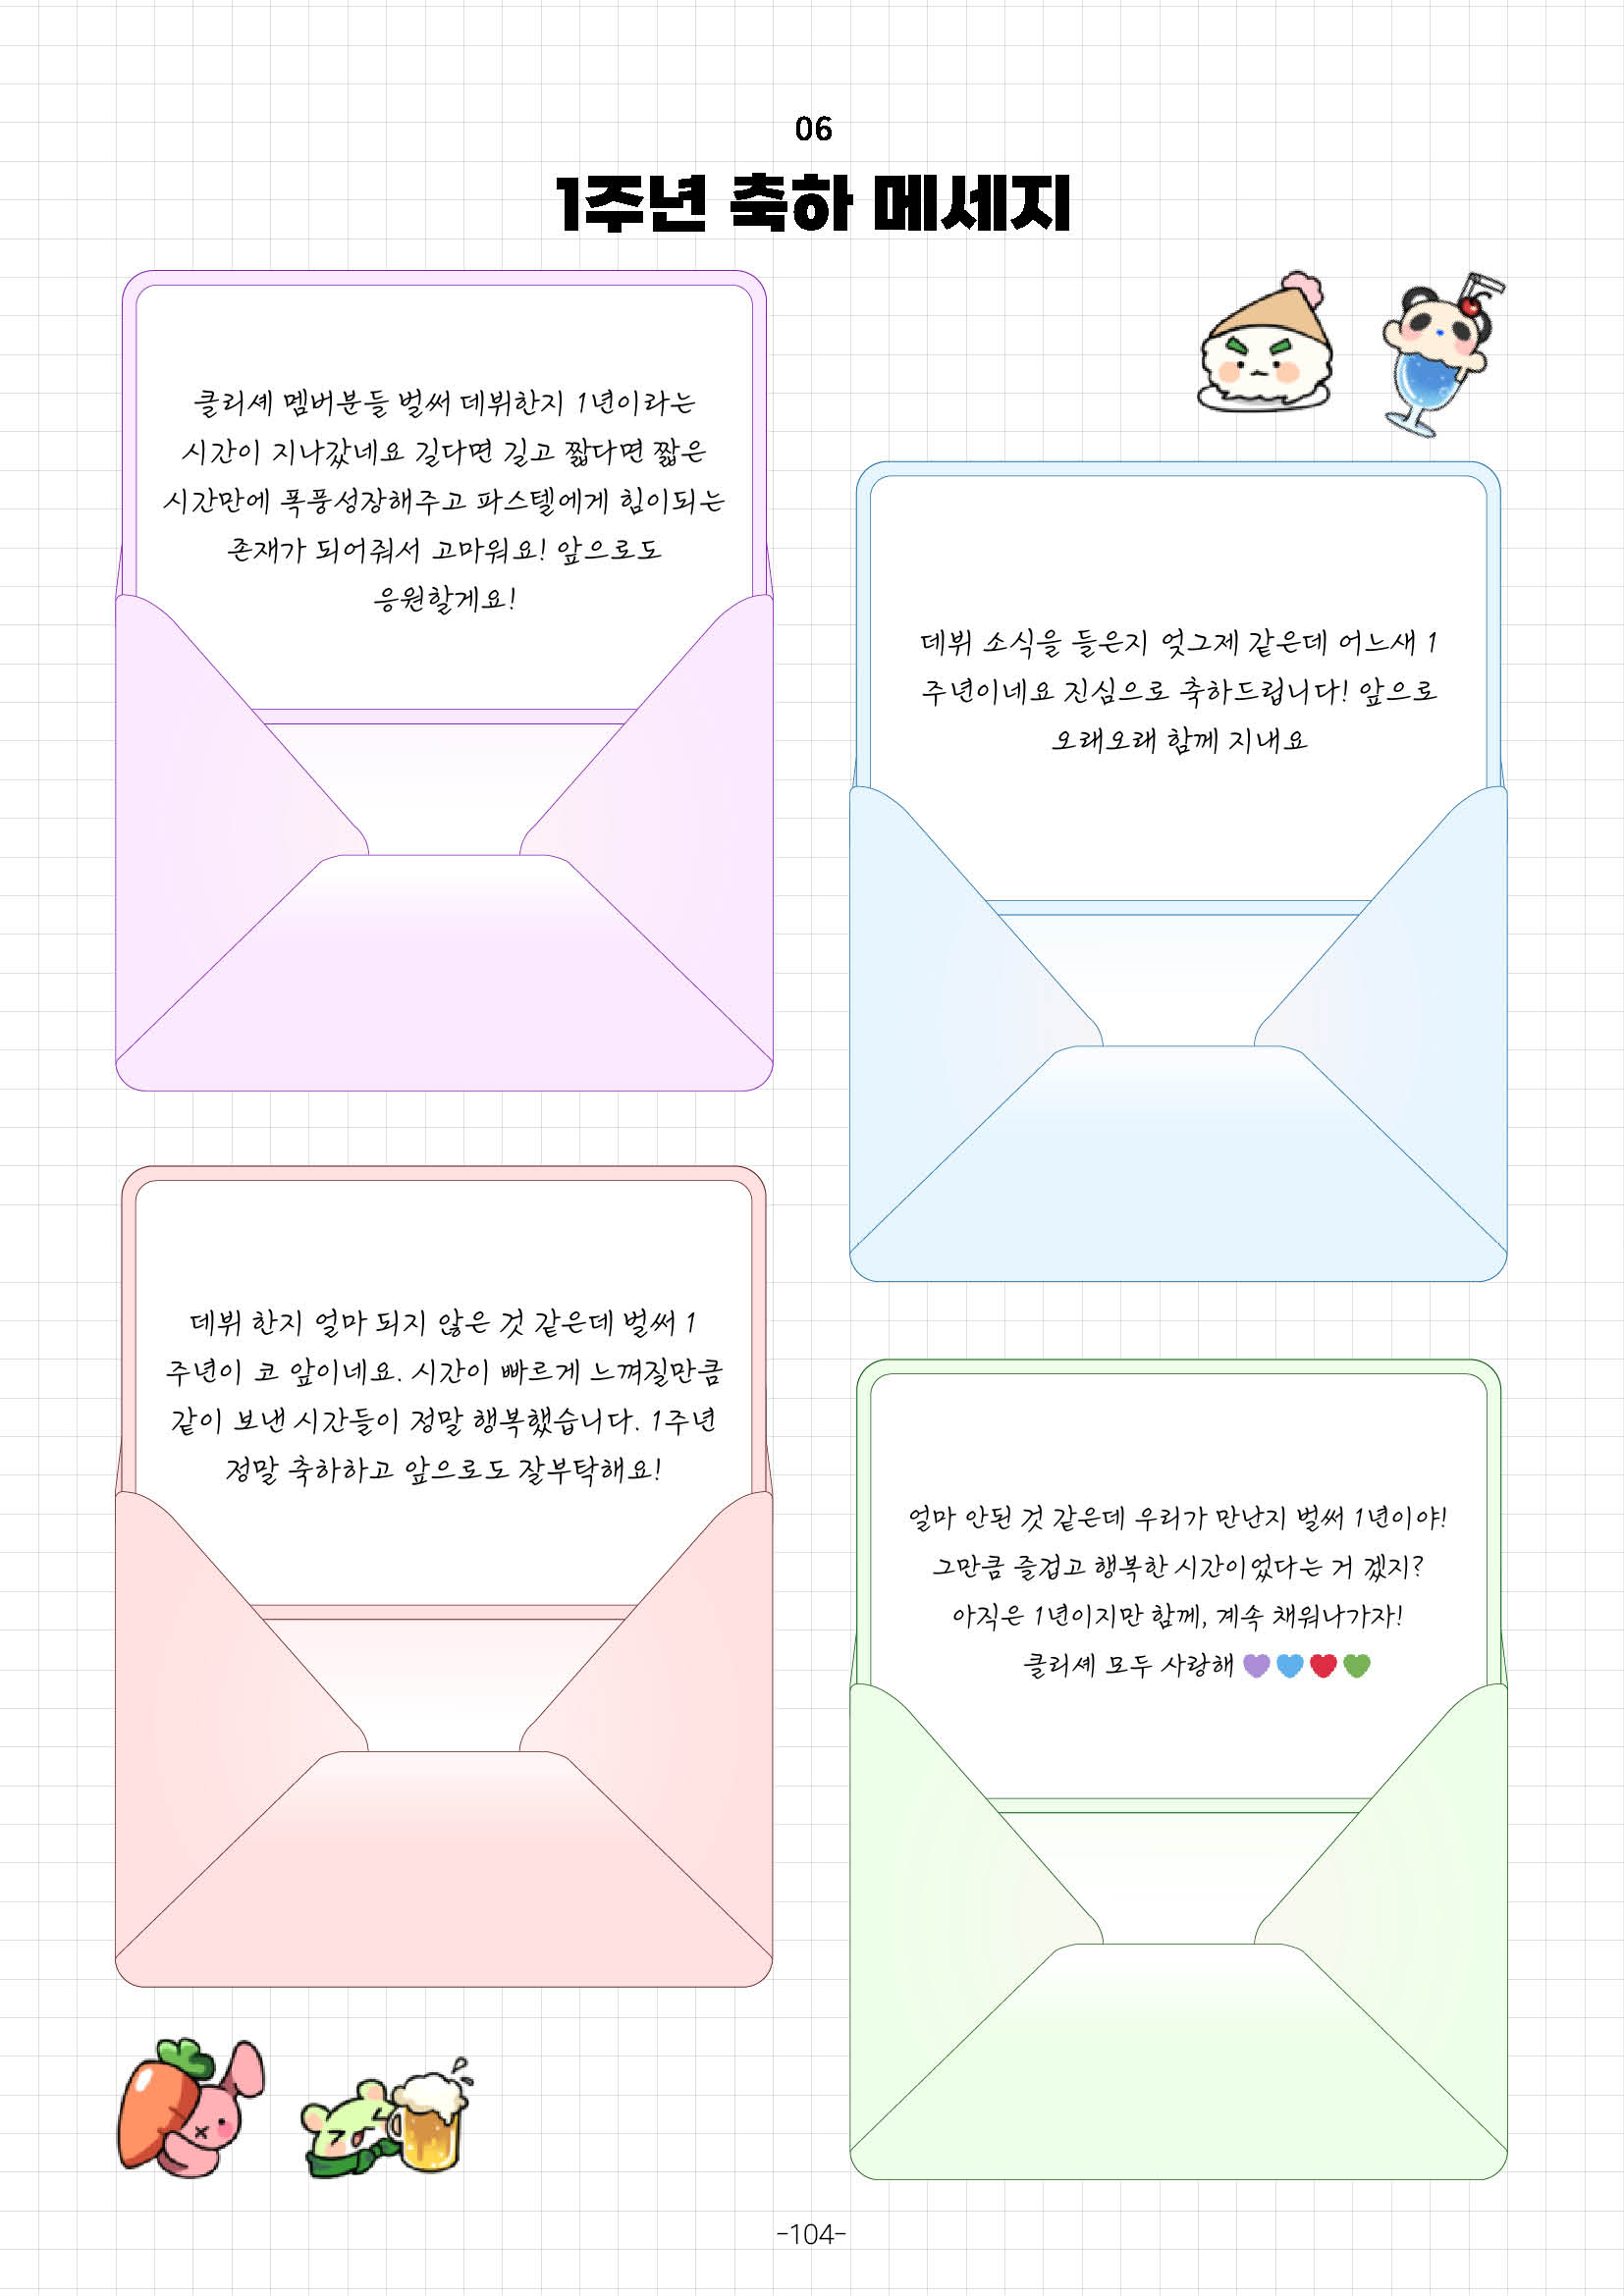 06
1주년 축하 메세지
클리셰 멤버분들 벌써 데뷔한지 1년이라는
시간이 지나갔네요 길다면 길고 짧다면 짧은
시간만에 폭풍성장해주고 파스텔에게 힘이되는
존재가 되어줘서 고마워요! 앞으로도
응원할게요!
데뷔 소식을 들은지 엊그제 같은데 어느새 1
주년이네요 진심으로 축하드립니다! 앞으로
오래오래 함께 지내요
데뷔 한지 얼마 되지 않은 것 같은데 벌써 1
주년이 코 앞이네요. 시간이 빠르게 느껴질만큼
같이 보낸 시간들이 정말 행복했습니다. 1주년
정말 축하하고 앞으로도 잘부탁해요!
얼마 안된 것 같은데 우리가 만난지 벌써 1년이야!
그만큼 즐겁고 행복한 시간이었다는 거 겠지?
아직은 1년이지만 함께, 계속 채워나가자!
클리셰 모두 사랑해 💜💙❤️💚
-104-